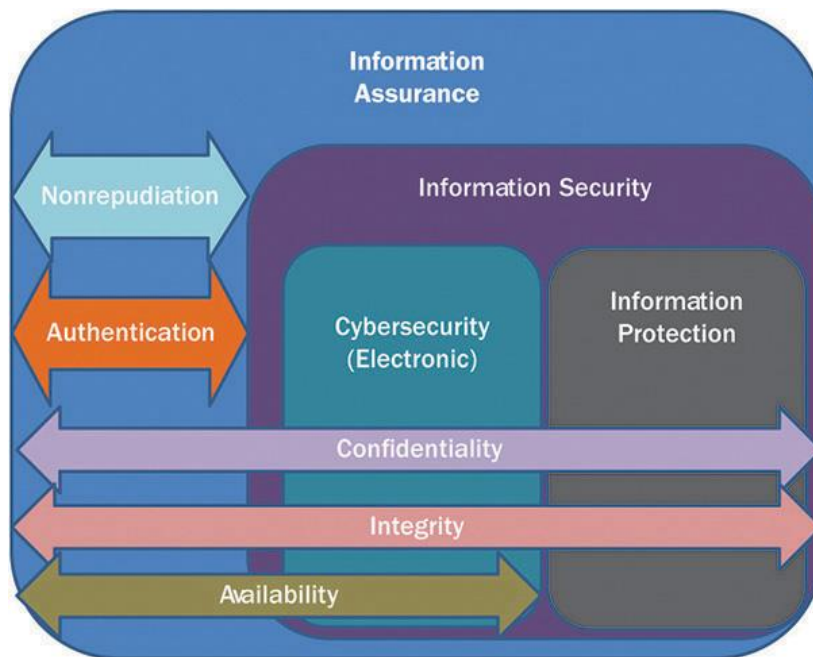 Information
Assurance
Nonrepudiation
Information Security
Authentication
Cybersecurity
(Electronic)
Information
Protection
Confidentiality
Integrity
Availability